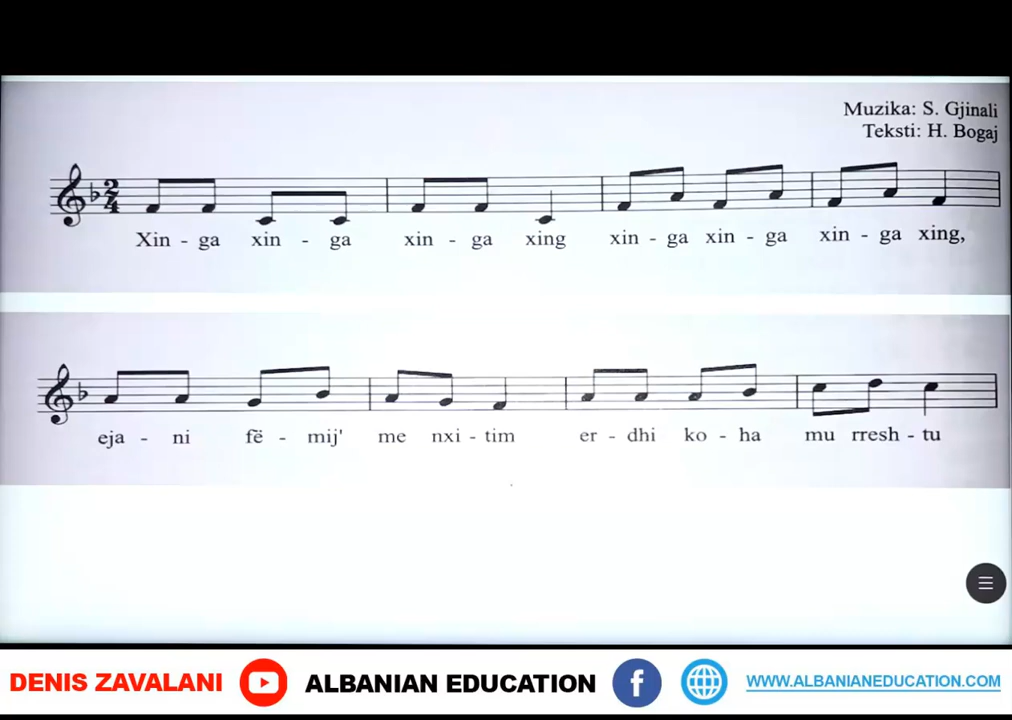 Muzika: S. Gjinali
Teksti: H. Bogaj
2
4
Xin - ga xin - ga xin - ga xing xin - ga xin - ga xin - ga xing,
eja - ni fë - mij' me nxi - tim er - dhi ko - ha mu rresh - tu
DENIS ZAVALANI ALBANIAN EDUCATION f WWW.ALBANIANEDUCATION.COM